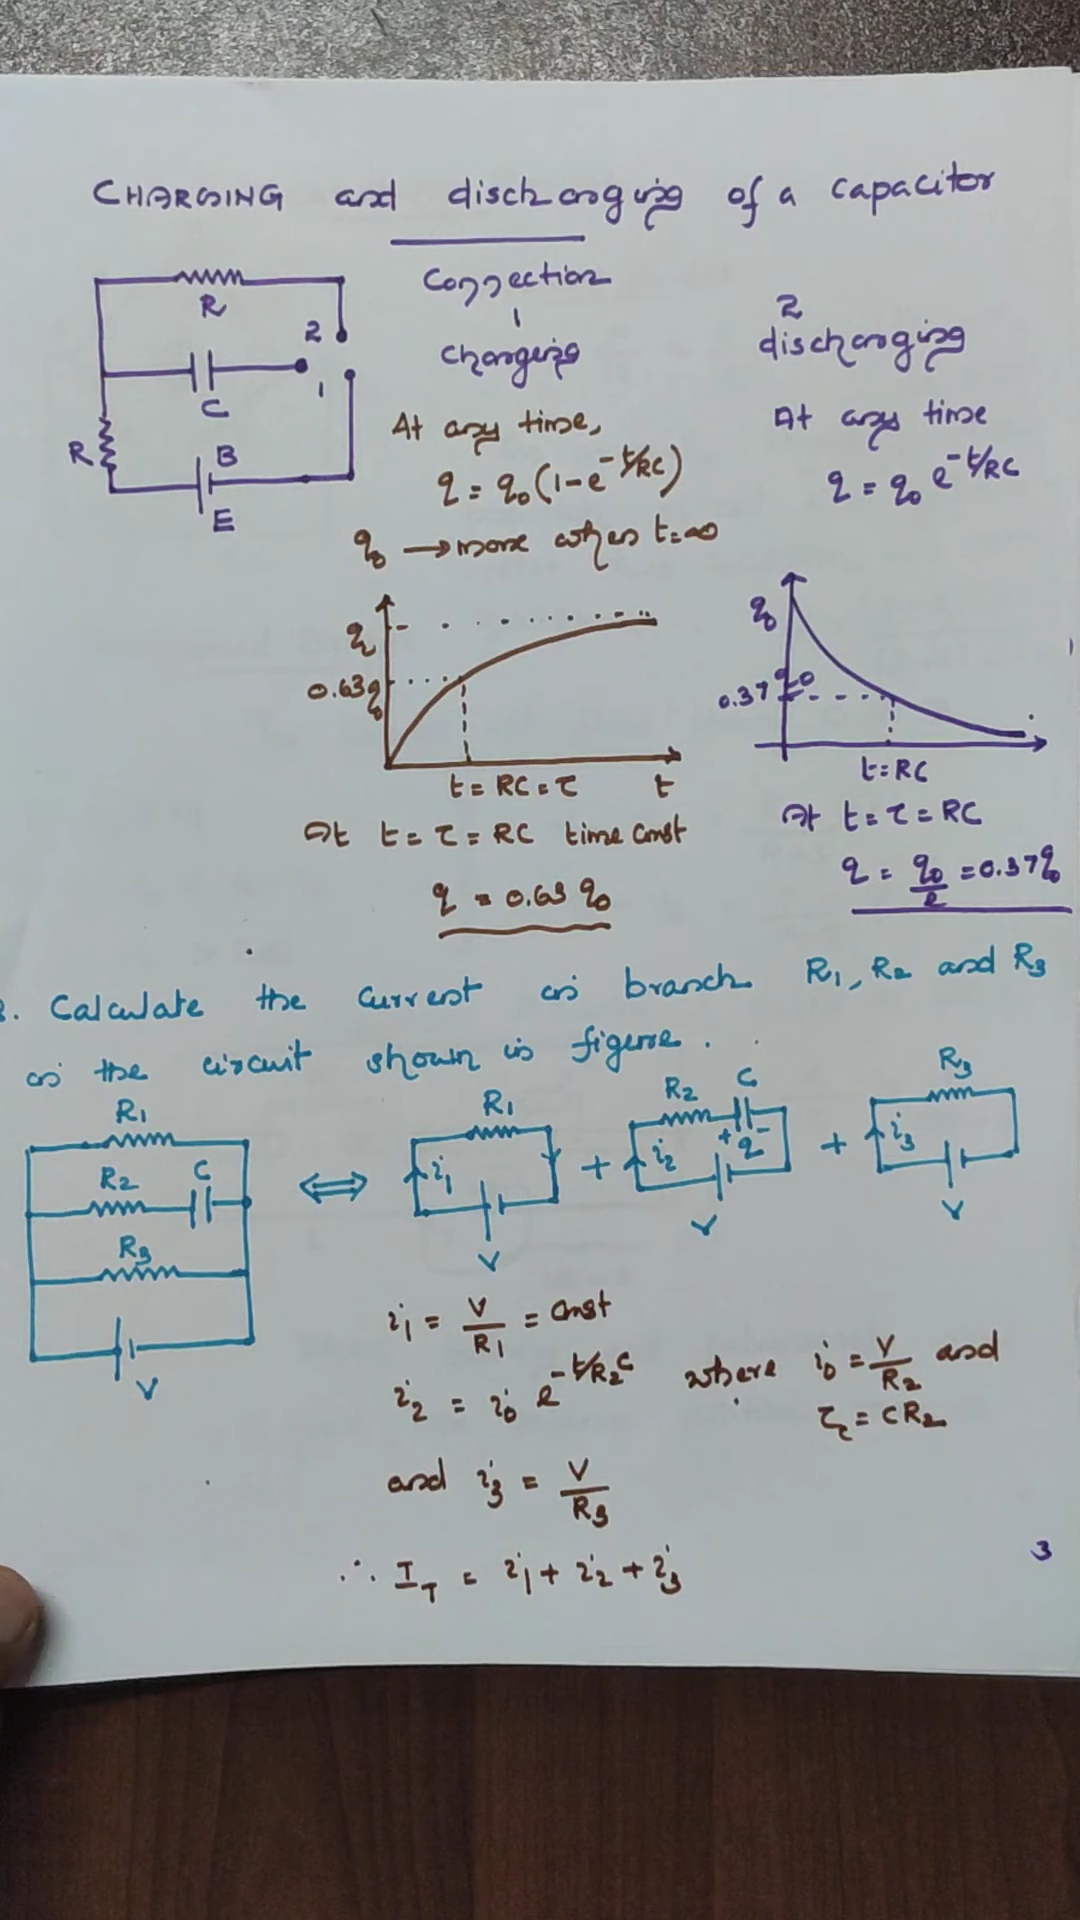 CHARGING and discharging of a capacitor
R
2
C
1
R
B
E
Connection
1
charging
At any time,
q = q₀(1-e^-t/RC)
q₀ → max when t=∞
2
discharging
At any time
q = q₀ e^-t/RC
q
0.63q₀
t = RC = τ
t
At t = τ = RC time const
q = 0.63 q₀
q₀
0.37q₀
t = RC
At t = τ = RC
q = q₀/e = 0.37q₀
3. Calculate the current in branch R₁, R₂ and R₃
in the circuit shown in figure.
R₁
R₂ C
R₃
V
⟺
R₁
i₁
V
+
R₂ C
i₂ + q -
V
+
R₃
i₃
V
i₁ = V/R₁ = const
i₂ = i₀ e^-t/R₂C where i₀ = V/R₂ and
τc = CR₂
and i₃ = V/R₃
∴ I_T = i₁ + i₂ + i₃
3